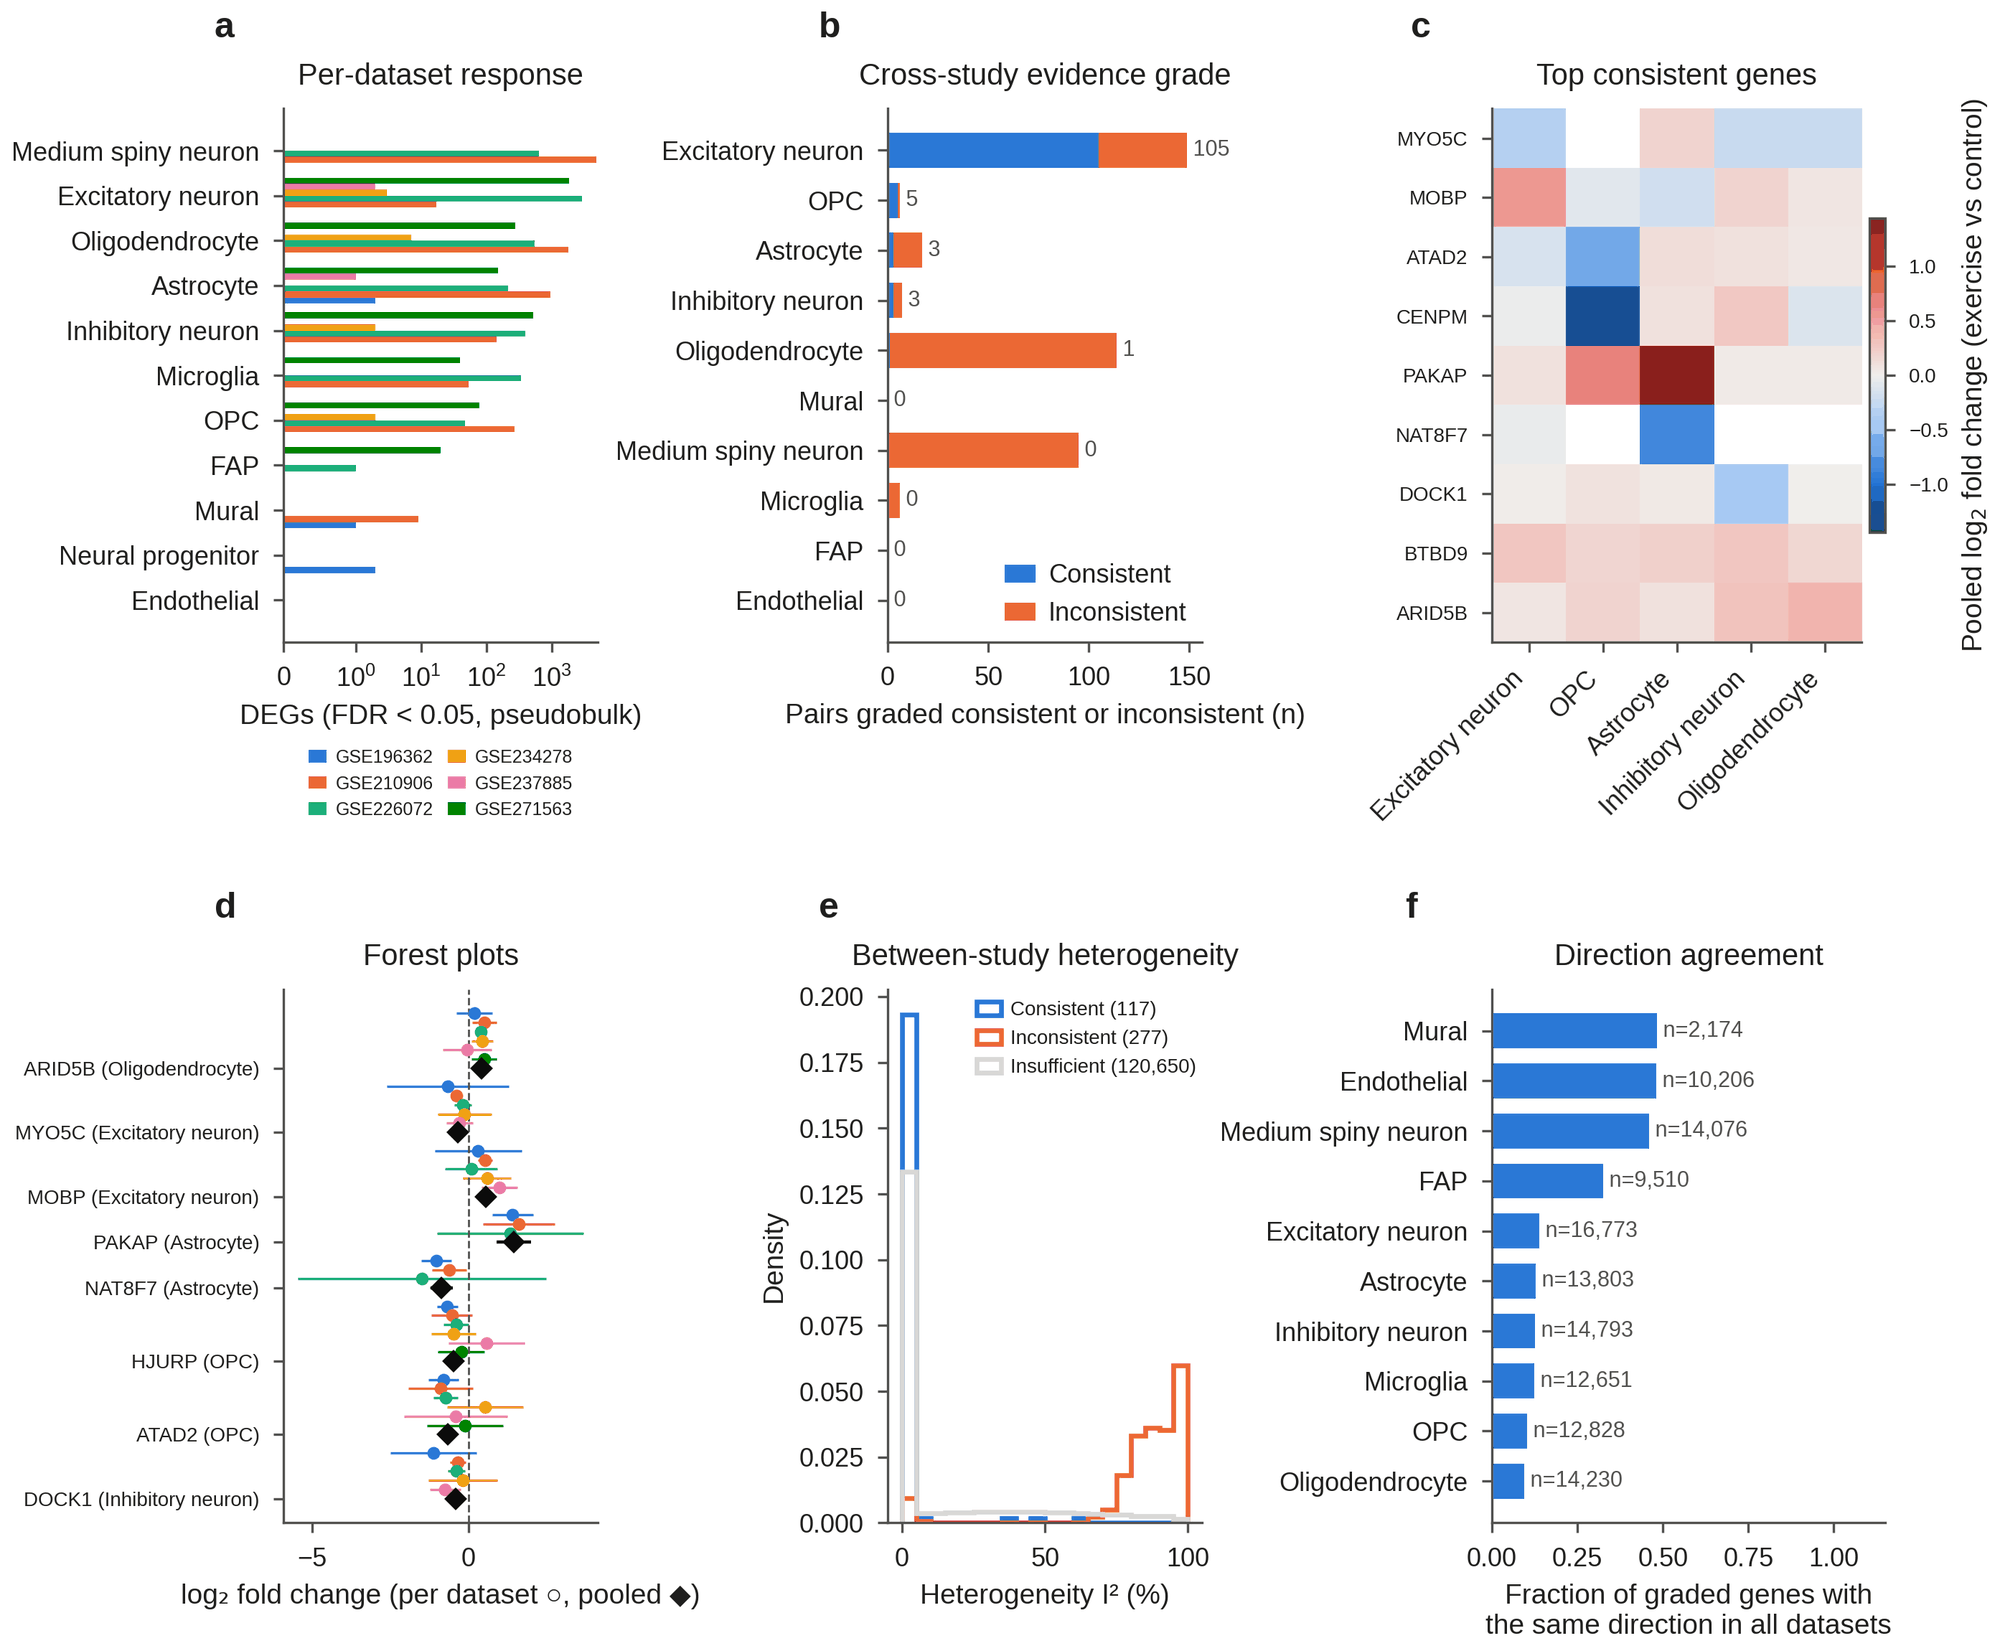 a
Per-dataset response
Medium spiny neuron
Excitatory neuron
Oligodendrocyte
Astrocyte
Inhibitory neuron
Microglia
OPC
FAP
Mural
Neural progenitor
Endothelial
0 10⁰ 10¹ 10² 10³
DEGs (FDR < 0.05, pseudobulk)
GSE196362 GSE234278
GSE210906 GSE237885
GSE226072 GSE271563
b
Cross-study evidence grade
Excitatory neuron 105
OPC 5
Astrocyte 3
Inhibitory neuron 3
Oligodendrocyte 1
Mural 0
Medium spiny neuron 0
Microglia 0
FAP 0
Endothelial 0
Consistent
Inconsistent
0 50 100 150
Pairs graded consistent or inconsistent (n)
c
Top consistent genes
MYO5C
MOBP
ATAD2
CENPM
PAKAP
NAT8F7
DOCK1
BTBD9
ARID5B
Excitatory neuron
OPC
Astrocyte
Inhibitory neuron
Oligodendrocyte
1.0
0.5
0.0
−0.5
−1.0
Pooled log₂ fold change (exercise vs control)
d
Forest plots
ARID5B (Oligodendrocyte)
MYO5C (Excitatory neuron)
MOBP (Excitatory neuron)
PAKAP (Astrocyte)
NAT8F7 (Astrocyte)
HJURP (OPC)
ATAD2 (OPC)
DOCK1 (Inhibitory neuron)
−5 0
log₂ fold change (per dataset ○, pooled ◆)
e
Between-study heterogeneity
Consistent (117)
Inconsistent (277)
Insufficient (120,650)
Density
0.200
0.175
0.150
0.125
0.100
0.075
0.050
0.025
0.000
0 50 100
Heterogeneity I² (%)
f
Direction agreement
Mural n=2,174
Endothelial n=10,206
Medium spiny neuron n=14,076
FAP n=9,510
Excitatory neuron n=16,773
Astrocyte n=13,803
Inhibitory neuron n=14,793
Microglia n=12,651
OPC n=12,828
Oligodendrocyte n=14,230
0.00 0.25 0.50 0.75 1.00
Fraction of graded genes with
the same direction in all datasets